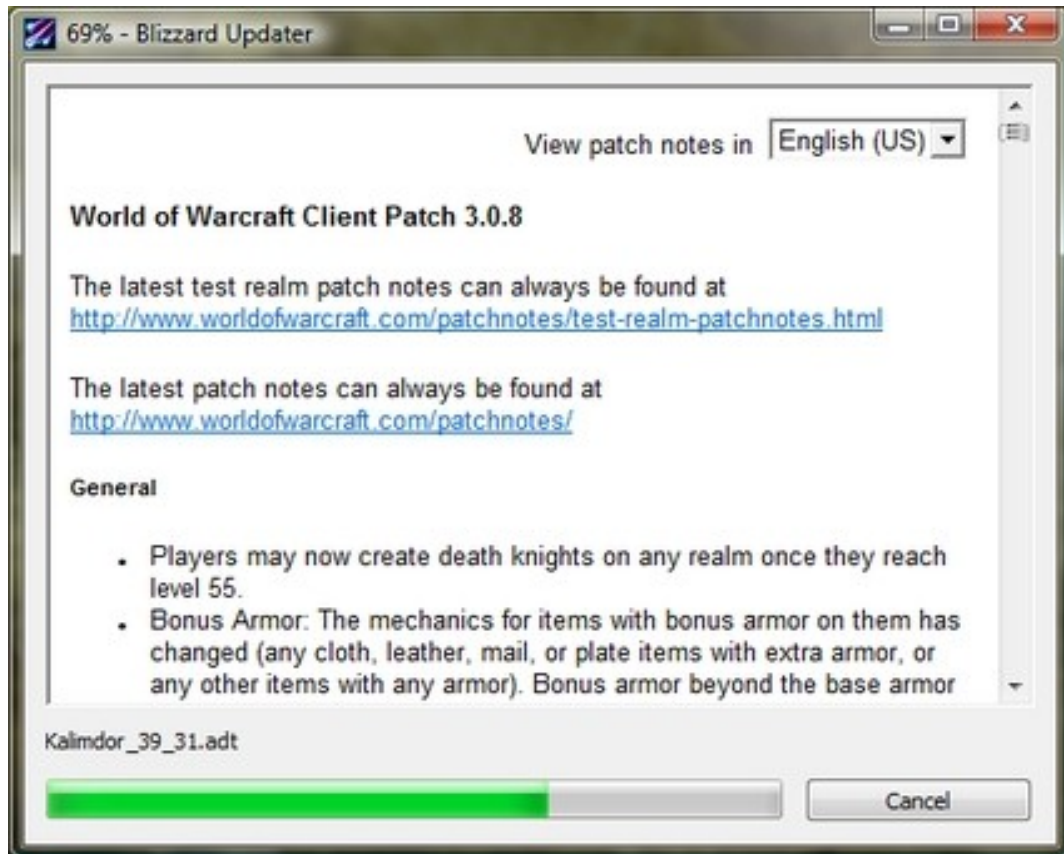 69% - Blizzard Updater
View patch notes in English (US)
World of Warcraft Client Patch 3.0.8
The latest test realm patch notes can always be found at
http://www.worldofwarcraft.com/patchnotes/test-realm-patchnotes.html
The latest patch notes can always be found at
http://www.worldofwarcraft.com/patchnotes/
General
• Players may now create death knights on any realm once they reach
level 55.
• Bonus Armor: The mechanics for items with bonus armor on them has
changed (any cloth, leather, mail, or plate items with extra armor, or
any other items with any armor). Bonus armor beyond the base armor
Kalimdor_39_31.adt
Cancel